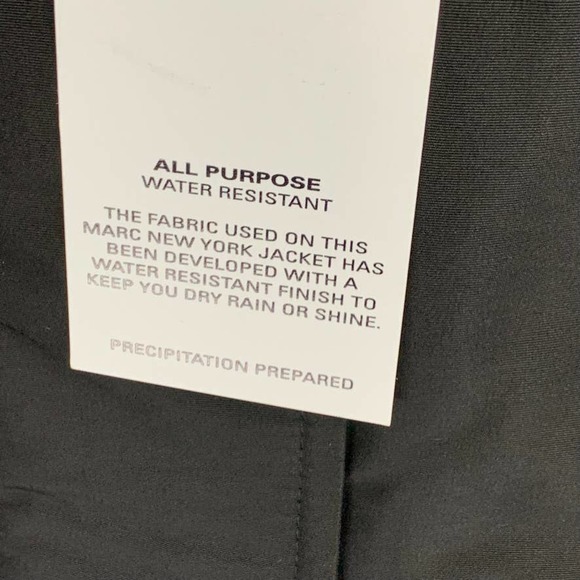 ALL PURPOSE
WATER RESISTANT
THE FABRIC USED ON THIS
MARC NEW YORK JACKET HAS
BEEN DEVELOPED WITH A
WATER RESISTANT FINISH TO
KEEP YOU DRY RAIN OR SHINE.
PRECIPITATION PREPARED